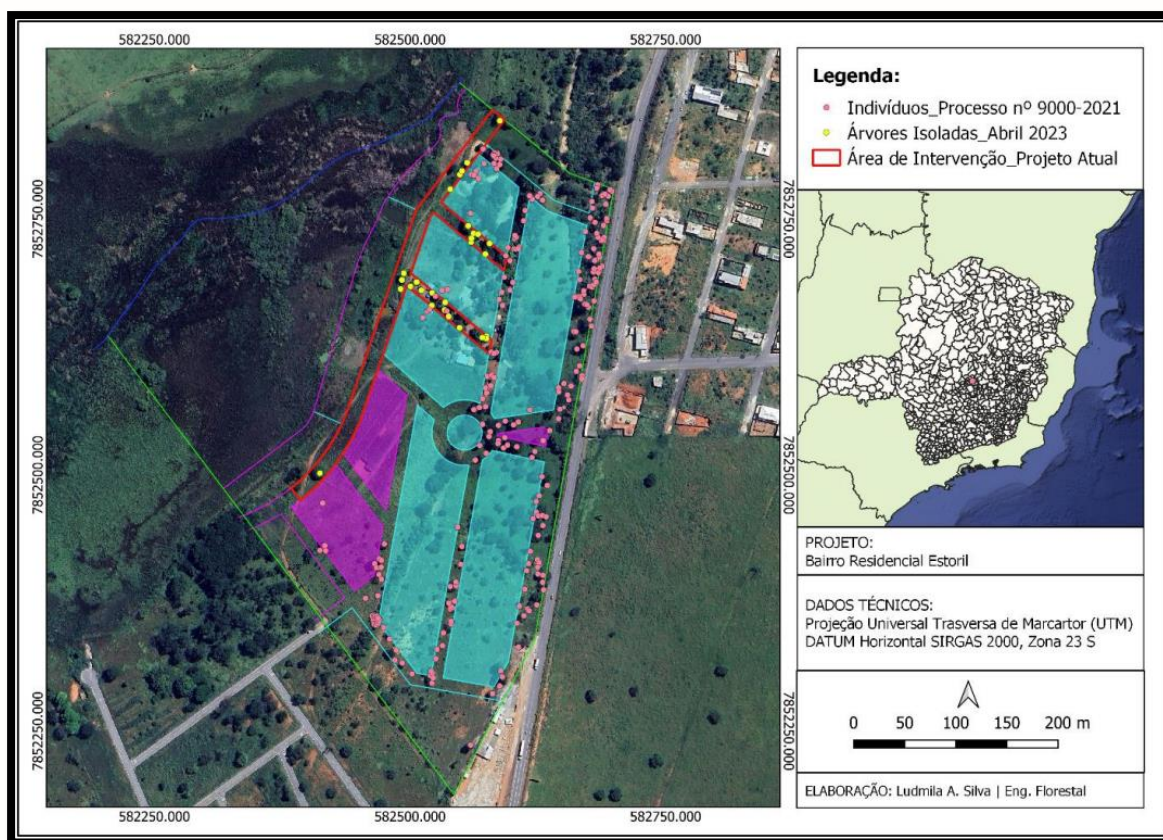 582250.000
582500.000
582750.000
7852750.000
7852500.000
7852250.000
7852750.000
7852500.000
7852250.000
582250.000
582500.000
582750.000
Legenda:
Indivíduos_Processo nº 9000-2021
Árvores Isoladas_Abril 2023
Área de Intervenção_Projeto Atual
PROJETO:
Bairro Residencial Estoril
DADOS TÉCNICOS:
Projeção Universal Trasversa de Marcartor (UTM)
DATUM Horizontal SIRGAS 2000, Zona 23 S
0 50 100 150 200 m
ELABORAÇÃO: Ludmila A. Silva | Eng. Florestal